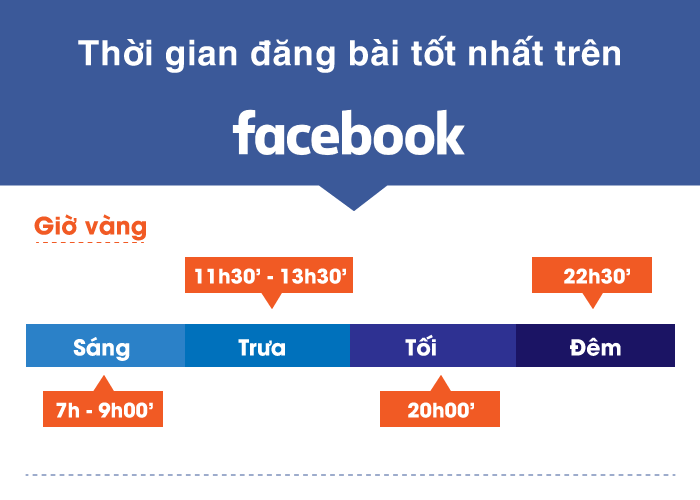 Thời gian đăng bài tốt nhất trên
facebook
Giờ vàng
11h30’ - 13h30’
22h30’
Sáng
Trưa
Tối
Đêm
7h - 9h00’
20h00’